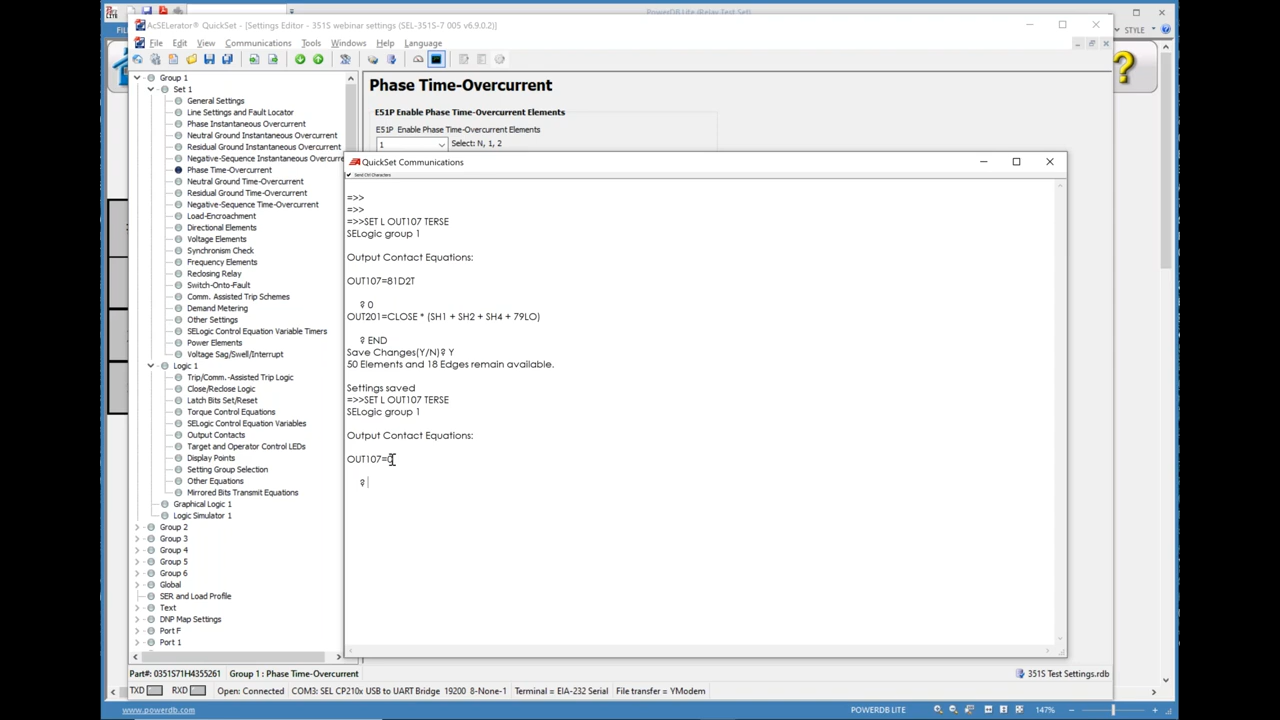 PowerDB Lite (Relay Test Set)
AcSELerator® QuickSet - [Settings Editor - 351S webinar settings (SEL-351S-7 005 v6.9.0.2)]
FIL
STYLE
File Edit View Communications Tools Windows Help Language
Group 1
Set 1
General Settings
Line Settings and Fault Locator
Phase Instantaneous Overcurrent
Neutral Ground Instantaneous Overcurrent
Residual Ground Instantaneous Overcurrent
Negative-Sequence Instantaneous Overcurre
Phase Time-Overcurrent
Neutral Ground Time-Overcurrent
Residual Ground Time-Overcurrent
Negative-Sequence Time-Overcurrent
Load-Encroachment
Directional Elements
Voltage Elements
Synchronism Check
Frequency Elements
Reclosing Relay
Switch-Onto-Fault
Comm. Assisted Trip Schemes
Demand Metering
Other Settings
SELogic Control Equation Variable Timers
Power Elements
Voltage Sag/Swell/Interrupt
Logic 1
Trip/Comm.-Assisted Trip Logic
Close/Reclose Logic
Latch Bits Set/Reset
Torque Control Equations
SELogic Control Equation Variables
Output Contacts
Target and Operator Control LEDs
Display Points
Setting Group Selection
Other Equations
Mirrored Bits Transmit Equations
Graphical Logic 1
Logic Simulator 1
Group 2
Group 3
Group 4
Group 5
Group 6
Global
SER and Load Profile
Text
DNP Map Settings
Port F
Port 1
Phase Time-Overcurrent
E51P Enable Phase Time-Overcurrent Elements
E51P Enable Phase Time-Overcurrent Elements
1 Select: N, 1, 2
QuickSet Communications
Send Ctrl Characters
=>>
=>>
=>>SET L OUT107 TERSE
SELogic group 1
Output Contact Equations:
OUT107=81D2T
? 0
OUT201=CLOSE * (SH1 + SH2 + SH4 + 79LO)
? END
Save Changes(Y/N)? Y
50 Elements and 18 Edges remain available.
Settings saved
=>>SET L OUT107 TERSE
SELogic group 1
Output Contact Equations:
OUT107=0
?
Part#: 0351S71H4355261 Group 1 : Phase Time-Overcurrent 351S Test Settings.rdb
TXD RXD Open: Connected COM3: SEL CP210x USB to UART Bridge 19200 8-None-1 Terminal = EIA-232 Serial File transfer = YModem
www.powerdb.com POWERDB LITE 147%